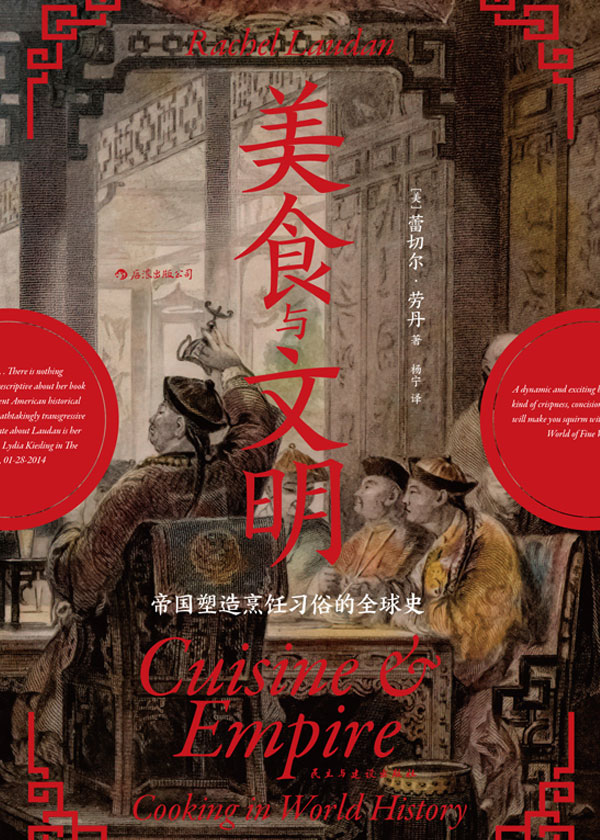 Rachel Laudan
美食与文明
[美]蕾切尔·劳丹 著
杨宁 译
后浪出版公司
. . There is nothing
escriptive about her book
ent American historical
athtakingly transgressive
te about Laudan is her
Lydia Kiesling in The
, 01-28-2014
A dynamic and exciting h
kind of crispness, concision
will make you squirm wit
World of Fine W
帝国塑造烹饪习俗的全球史
Cuisine &
Empire
民主与建设出版社
Cooking in World History